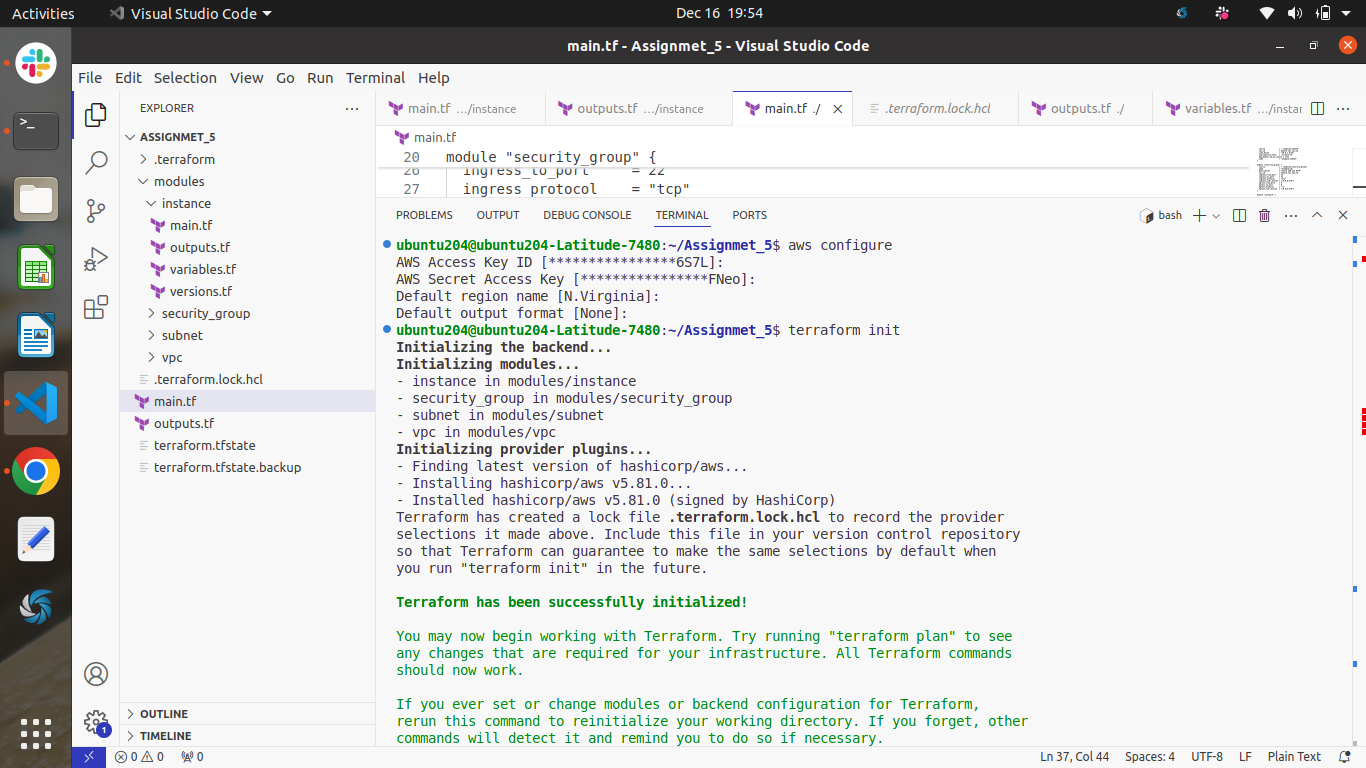 Activities
Visual Studio Code
Dec 16 19:54
main.tf - Assignmet_5 - Visual Studio Code
File Edit Selection View Go Run Terminal Help
EXPLORER
main.tf .../instance
outputs.tf .../instance
main.tf ./
.terraform.lock.hcl
outputs.tf ./
variables.tf .../instar
ASSIGNMET_5
.terraform
modules
instance
main.tf
outputs.tf
variables.tf
versions.tf
security_group
subnet
vpc
.terraform.lock.hcl
main.tf
outputs.tf
terraform.tfstate
terraform.tfstate.backup
OUTLINE
TIMELINE
main.tf
20 module "security_group" {
26 ingress_to_port = 22
27 ingress_protocol = "tcp"
PROBLEMS OUTPUT DEBUG CONSOLE TERMINAL PORTS
bash
ubuntu204@ubuntu204-Latitude-7480:~/Assignmet_5$ aws configure
AWS Access Key ID [****************6S7L]:
AWS Secret Access Key [****************FNeo]:
Default region name [N.Virginia]:
Default output format [None]:
ubuntu204@ubuntu204-Latitude-7480:~/Assignmet_5$ terraform init
Initializing the backend...
Initializing modules...
- instance in modules/instance
- security_group in modules/security_group
- subnet in modules/subnet
- vpc in modules/vpc
Initializing provider plugins...
- Finding latest version of hashicorp/aws...
- Installing hashicorp/aws v5.81.0...
- Installed hashicorp/aws v5.81.0 (signed by HashiCorp)
Terraform has created a lock file .terraform.lock.hcl to record the provider
selections it made above. Include this file in your version control repository
so that Terraform can guarantee to make the same selections by default when
you run "terraform init" in the future.
Terraform has been successfully initialized!
You may now begin working with Terraform. Try running "terraform plan" to see
any changes that are required for your infrastructure. All Terraform commands
should now work.
If you ever set or change modules or backend configuration for Terraform,
rerun this command to reinitialize your working directory. If you forget, other
commands will detect it and remind you to do so if necessary.
1
0 0 0
Ln 37, Col 44 Spaces: 4 UTF-8 LF Plain Text